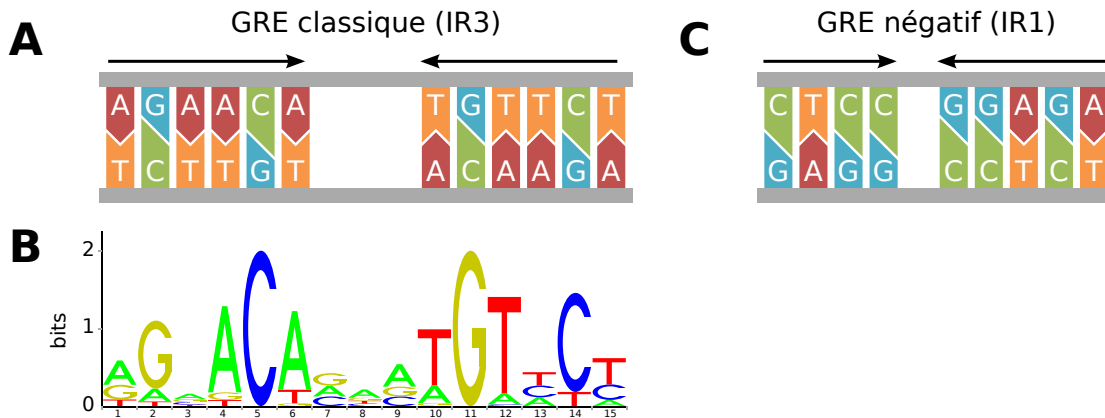 A
GRE classique (IR3)
A G A A C A T G T T C T
T C T T G T A C A A G A
C
GRE négatif (IR1)
C T C C G G A G A
G A G G C C T C T
B
bits
2
1
0
A G A A C A G A A T G T T C T
G A G G T A A G A C T C
T T C T G C T C G A A
1 2 3 4 5 6 7 8 9 10 11 12 13 14 15